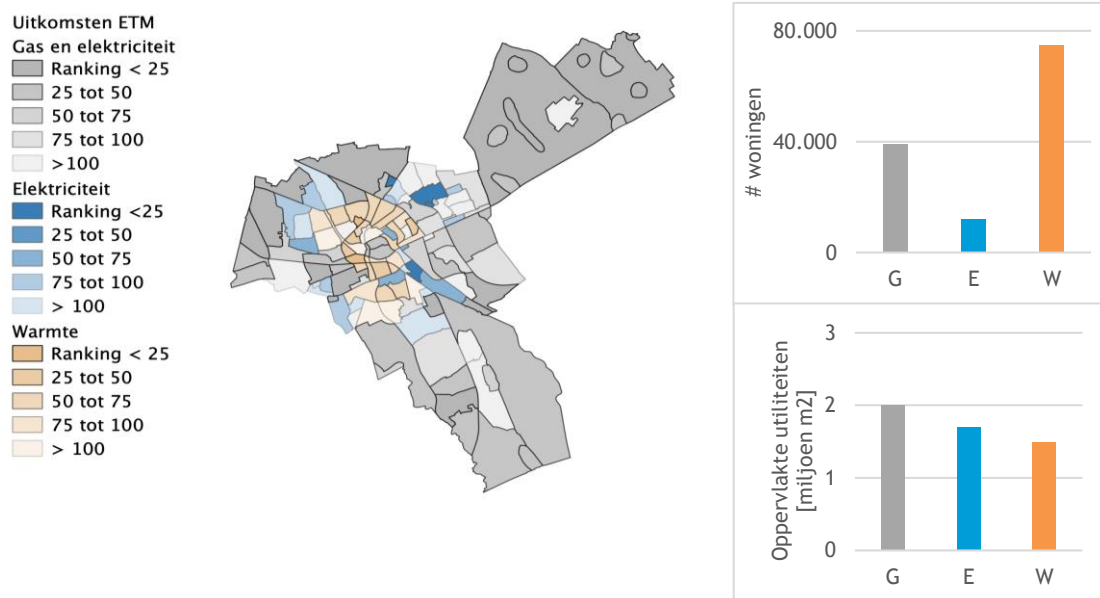 Uitkomsten ETM
Gas en elektriciteit
Ranking < 25
25 tot 50
50 tot 75
75 tot 100
>100
Elektriciteit
Ranking <25
25 tot 50
50 tot 75
75 tot 100
> 100
Warmte
Ranking < 25
25 tot 50
50 tot 75
75 tot 100
> 100
# woningen
80.000
40.000
0
G E W
Oppervlakte utiliteiten
[miljoen m2]
3
2
1
0
G E W